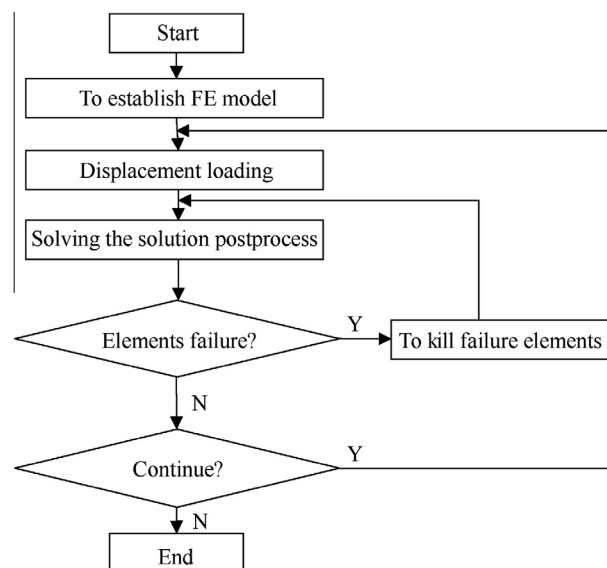 Start
To establish FE model
Displacement loading
Solving the solution postprocess
Elements failure?
Y
To kill failure elements
N
Continue?
Y
N
End